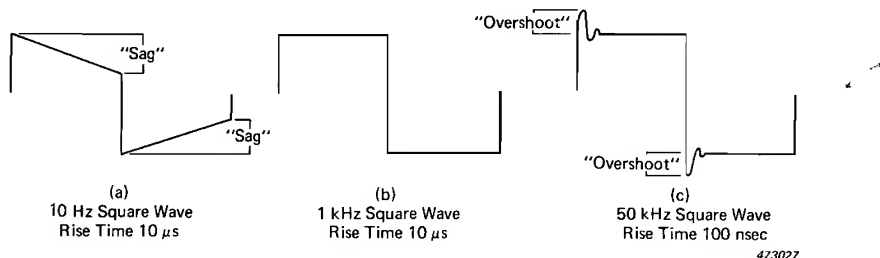 "Sag"
"Sag"
(a)
10 Hz Square Wave
Rise Time 10 μs
(b)
1 kHz Square Wave
Rise Time 10 μs
"Overshoot"
"Overshoot"
(c)
50 kHz Square Wave
Rise Time 100 nsec
473027